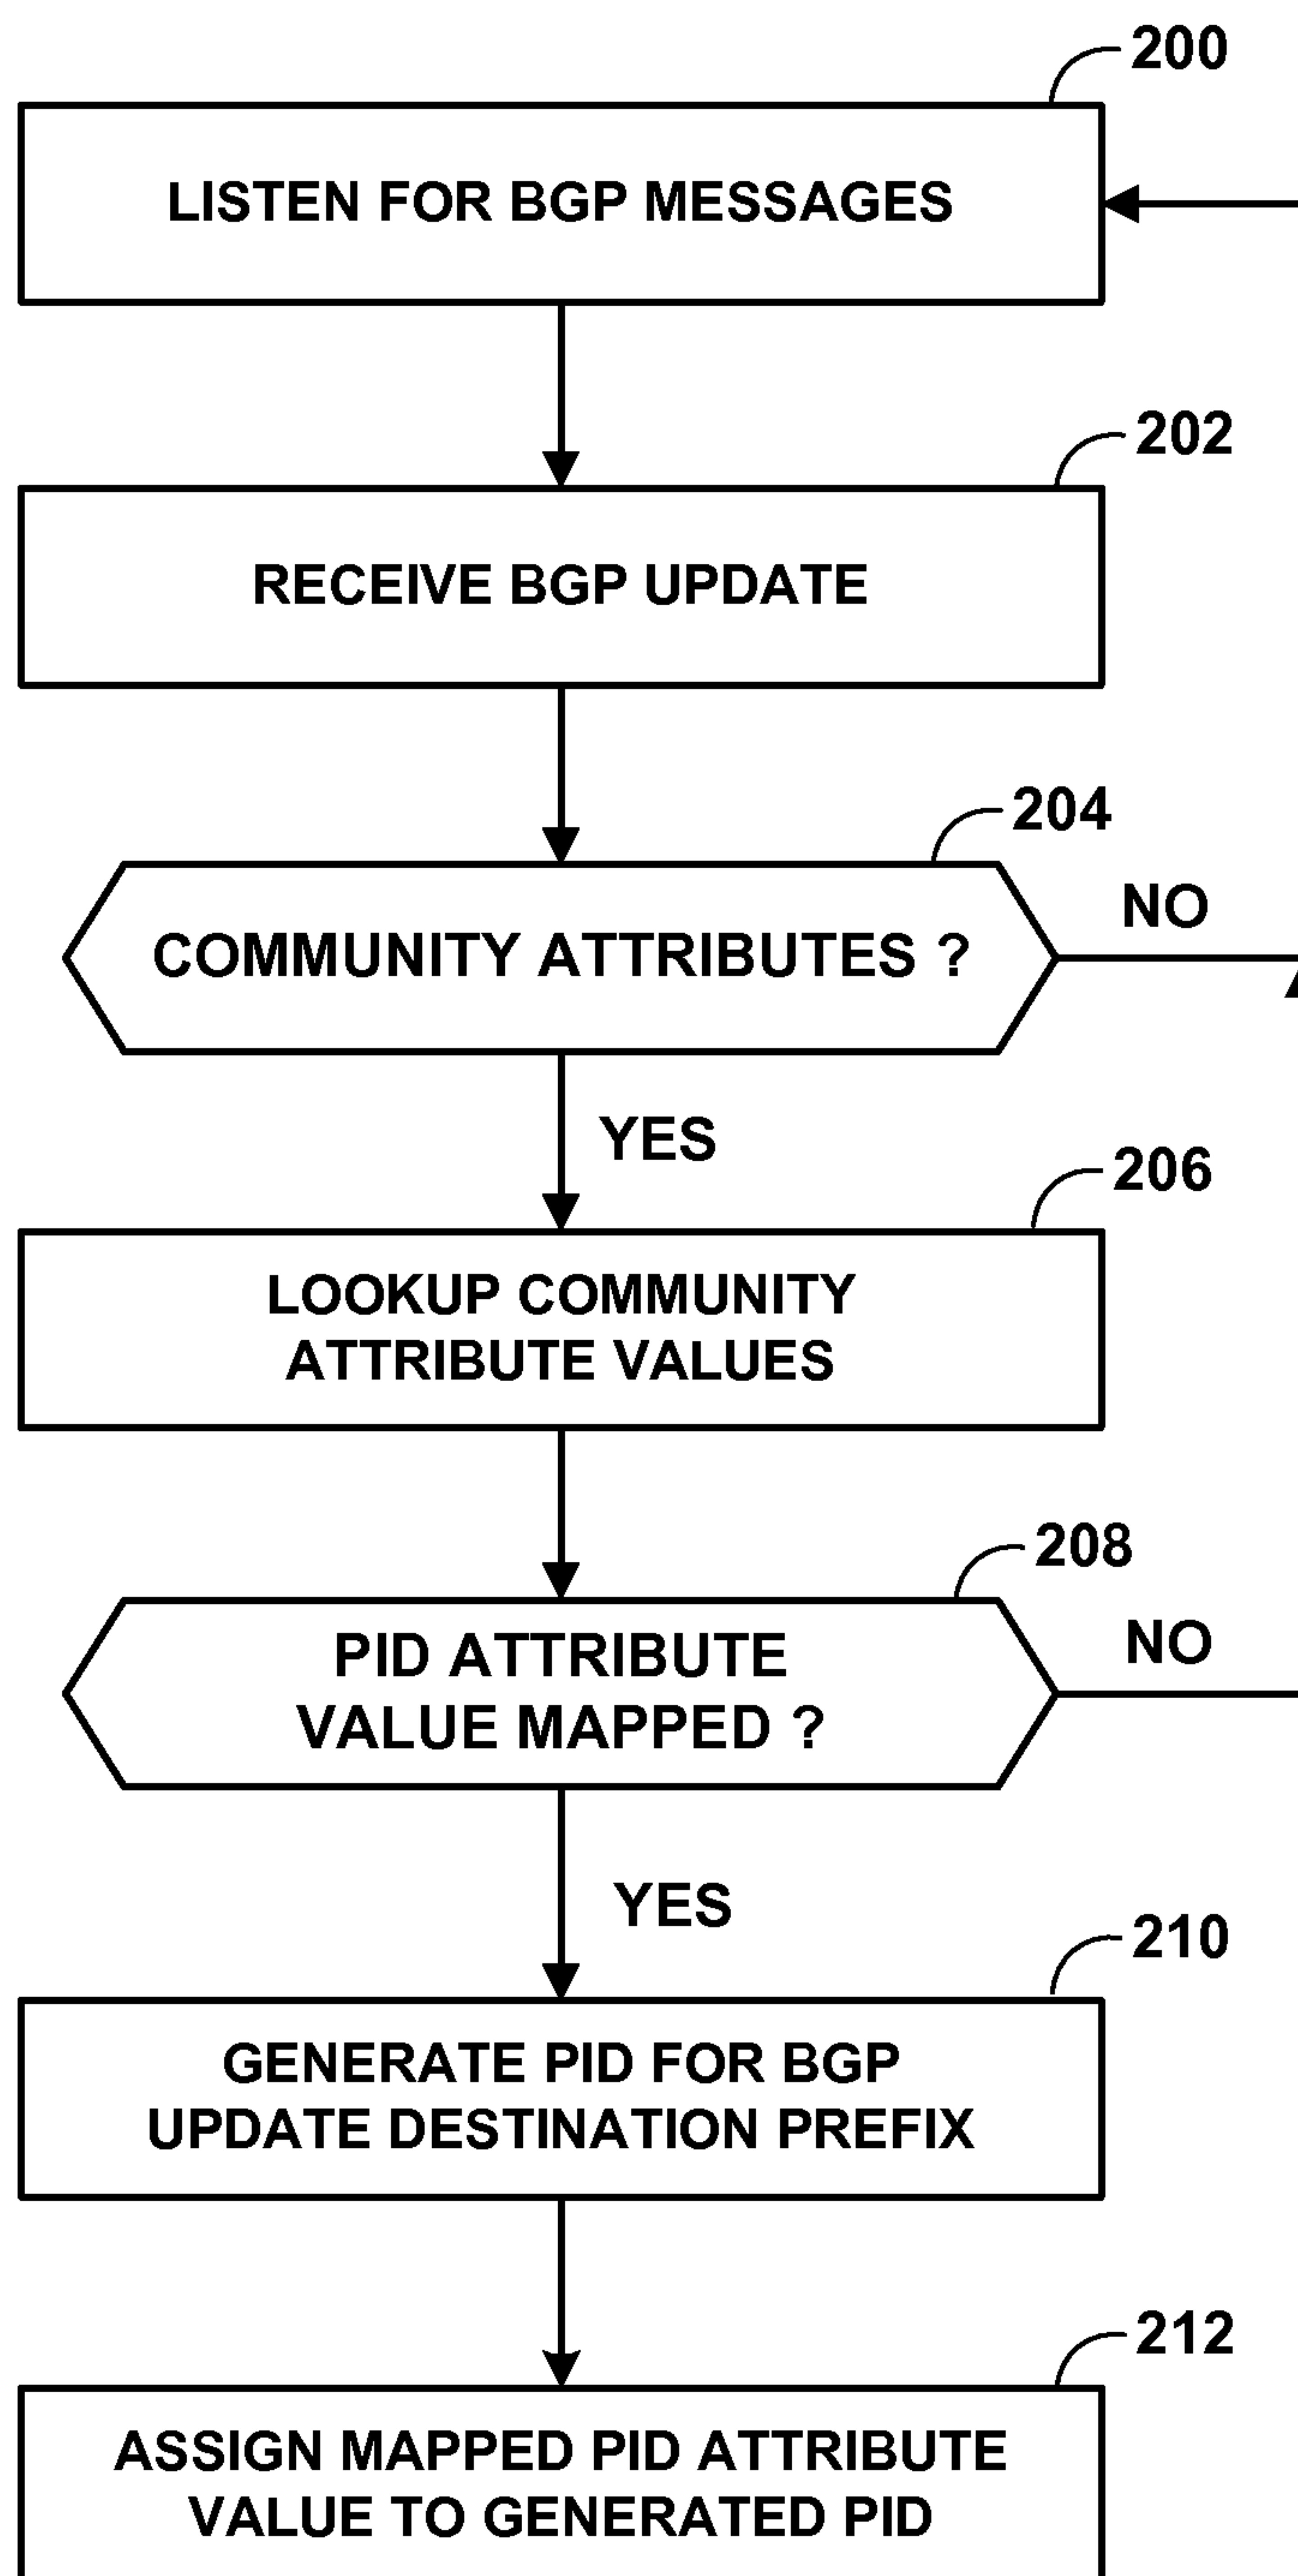 200
LISTEN FOR BGP MESSAGES
202
RECEIVE BGP UPDATE
204
COMMUNITY ATTRIBUTES ?
NO
YES
206
LOOKUP COMMUNITY
ATTRIBUTE VALUES
208
PID ATTRIBUTE
VALUE MAPPED ?
NO
YES
210
GENERATE PID FOR BGP
UPDATE DESTINATION PREFIX
212
ASSIGN MAPPED PID ATTRIBUTE
VALUE TO GENERATED PID